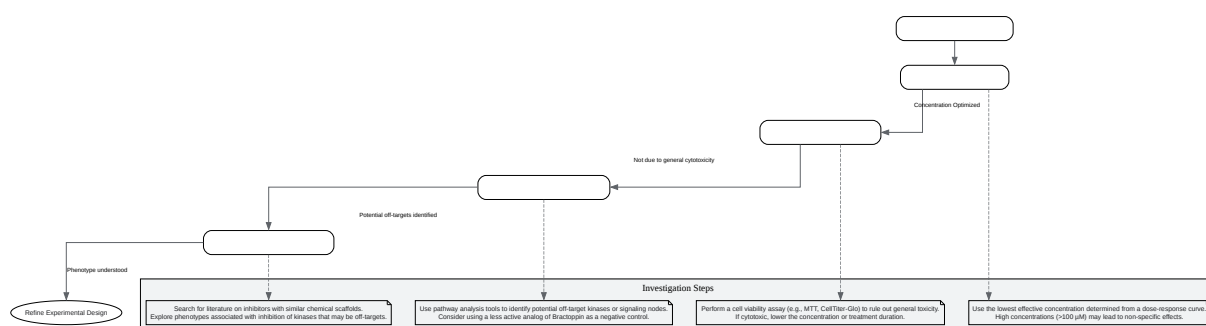 Concentration Optimized
Not due to general cytotoxicity
Potential off-targets identified
Phenotype understood
Investigation Steps
Refine Experimental Design
Search for literature on inhibitors with similar chemical scaffolds.
Explore phenotypes associated with inhibition of kinases that may be off-targets.
Use pathway analysis tools to identify potential off-target kinases or signaling nodes.
Consider using a less active analog of Bractoppin as a negative control.
Perform a cell viability assay (e.g., MTT, CellTiter-Glo) to rule out general toxicity.
If cytotoxic, lower the concentration or treatment duration.
Use the lowest effective concentration determined from a dose-response curve.
High concentrations (>100 µM) may lead to non-specific effects.